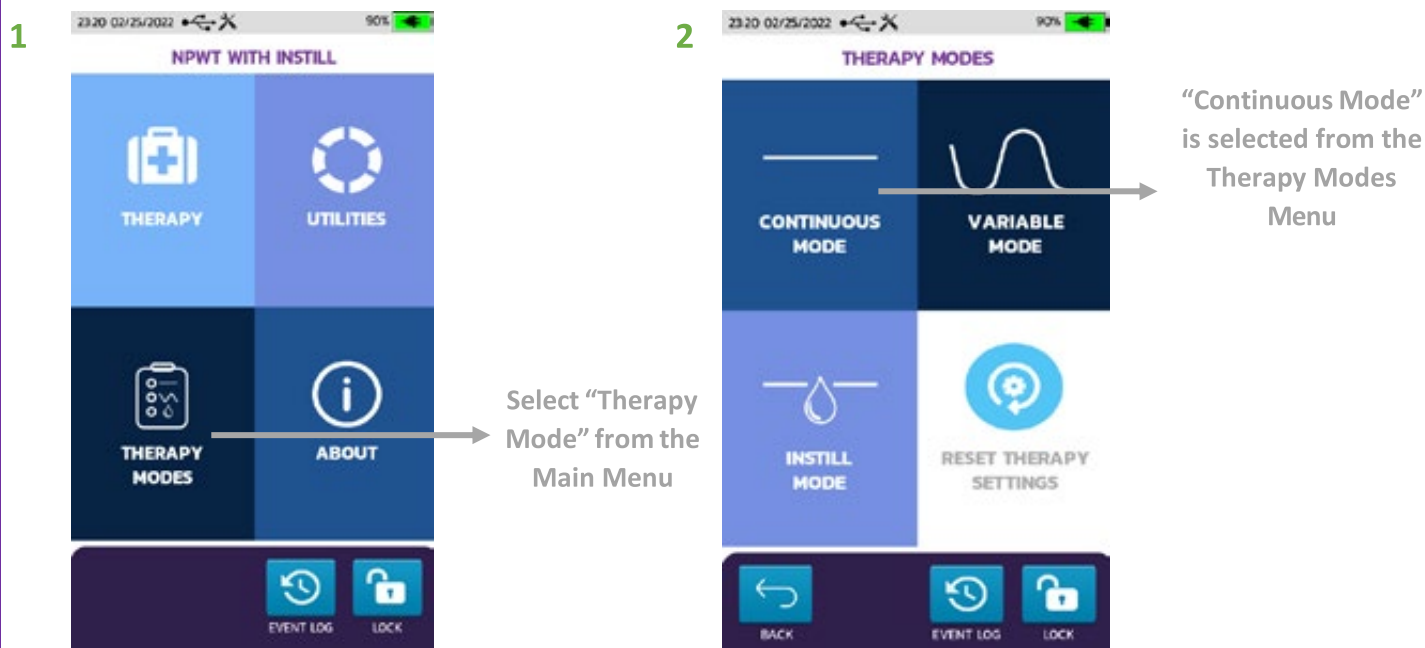 1
23:20 02/25/2022
90%
NPWT WITH INSTILL
THERAPY
UTILITIES
THERAPY
MODES
ABOUT
EVENT LOG
LOCK
Select “Therapy
Mode” from the
Main Menu
2
23:20 02/25/2022
90%
THERAPY MODES
CONTINUOUS
MODE
VARIABLE
MODE
INSTILL
MODE
RESET THERAPY
SETTINGS
BACK
EVENT LOG
LOCK
“Continuous Mode”
is selected from the
Therapy Modes
Menu